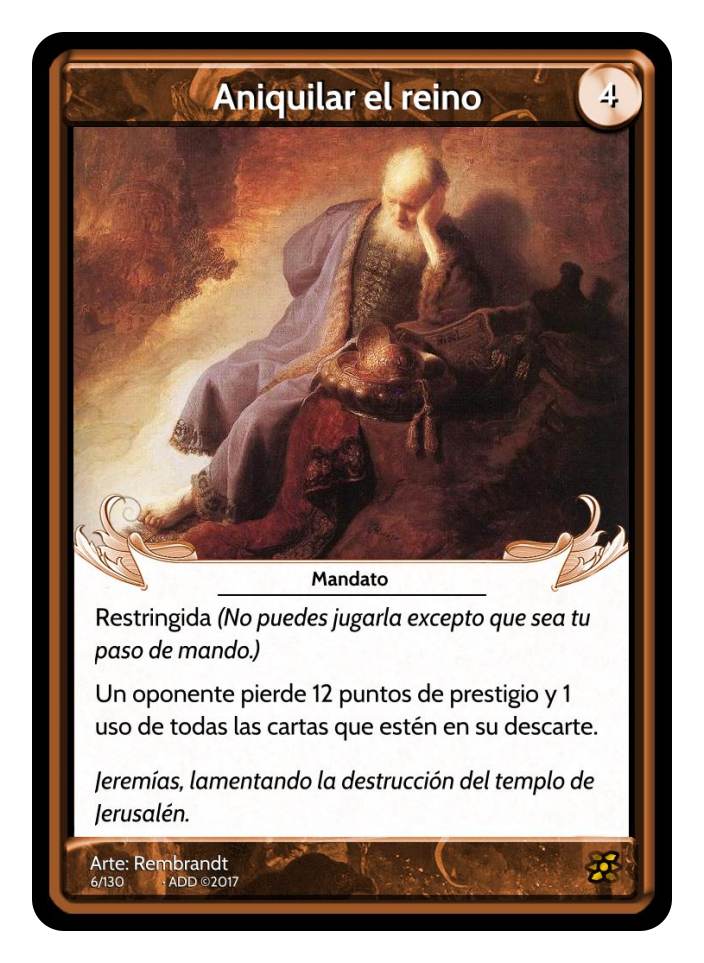 Aniquilar el reino
4
Mandato
Restringida (No puedes jugarla excepto que sea tu
paso de mando.)
Un oponente pierde 12 puntos de prestigio y 1
uso de todas las cartas que estén en su descarte.
Jeremías, lamentando la destrucción del templo de
Jerusalén.
Arte: Rembrandt
6/130 · ADD ©2017